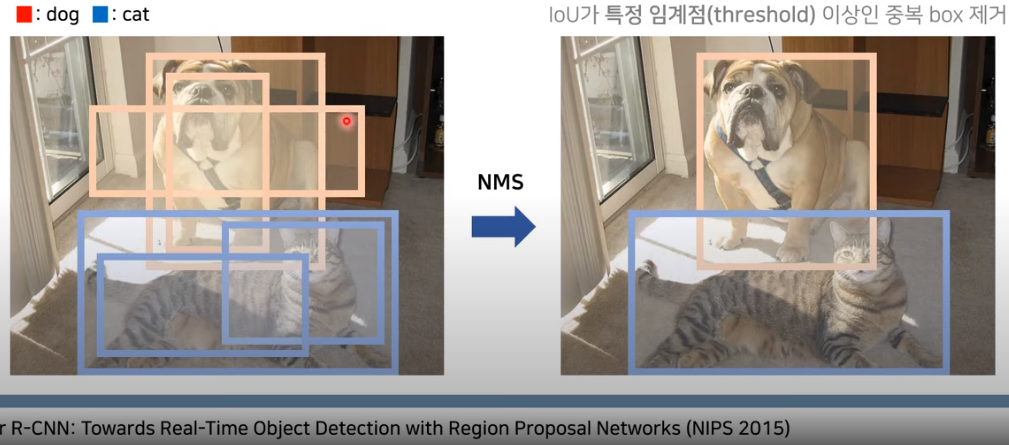 : dog : cat
IoU가 특정 임계점(threshold) 이상인 중복 box 제거
NMS
r R-CNN: Towards Real-Time Object Detection with Region Proposal Networks (NIPS 2015)